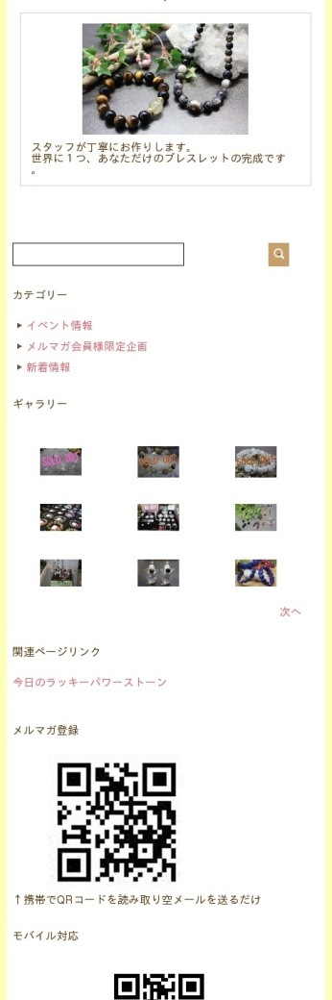 スタッフが丁寧にお作りします。
世界に１つ、あなただけのブレスレットの完成です
。
カテゴリー
イベント情報
メルマガ会員様限定企画
新着情報
ギャラリー
SOLD OUT
SOLD OUT
SOLD OUT
次へ
関連ページリンク
今日のラッキーパワーストーン
メルマガ登録
↑携帯でQRコードを読み取り空メールを送るだけ
モバイル対応